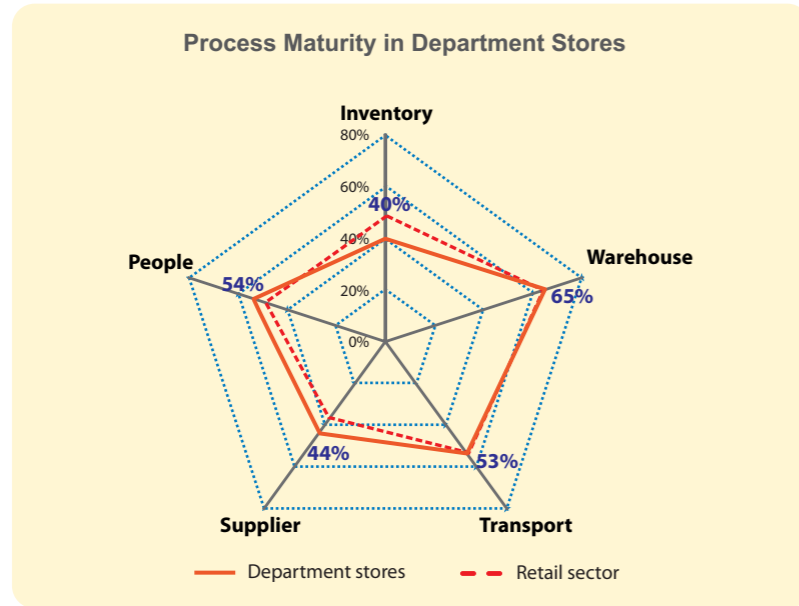 Process Maturity in Department Stores
Inventory
80%
60%
40%
40%
20%
0%
Warehouse
65%
People
54%
44%
53%
Supplier
Transport
Department stores
Retail sector